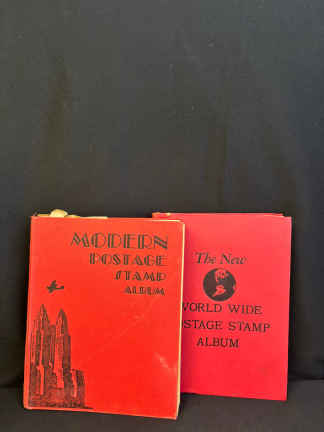 MODERN
POSTAGE
STAMP
ALBUM
The New
WORLD WIDE
POSTAGE STAMP
ALBUM